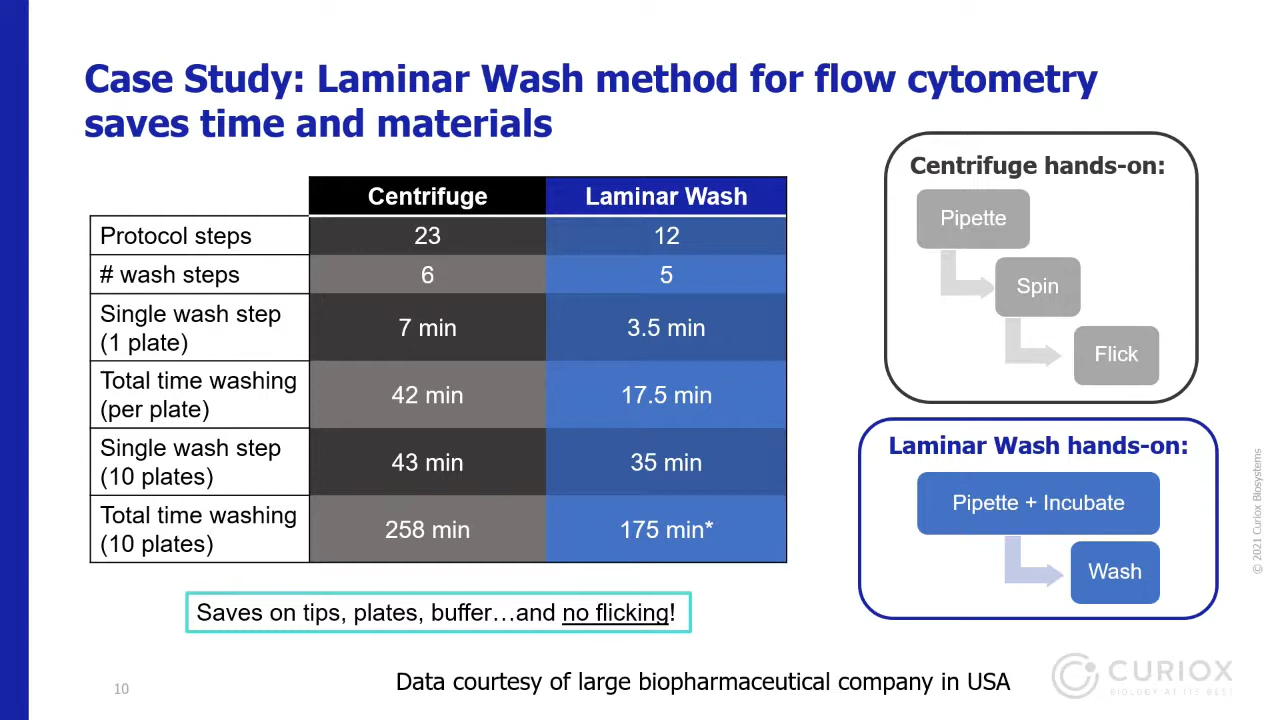 Case Study: Laminar Wash method for flow cytometry
saves time and materials
Centrifuge
Laminar Wash
Protocol steps
23
12
# wash steps
6
5
Single wash step
(1 plate)
7 min
3.5 min
Total time washing
(per plate)
42 min
17.5 min
Single wash step
(10 plates)
43 min
35 min
Total time washing
(10 plates)
258 min
175 min*
Saves on tips, plates, buffer…and no flicking!
Centrifuge hands-on:
Pipette
Spin
Flick
Laminar Wash hands-on:
Pipette + Incubate
Wash
© 2021 Curiox Biosystems
10
Data courtesy of large biopharmaceutical company in USA
CURIOX
BIOLOGY AT ITS BEST